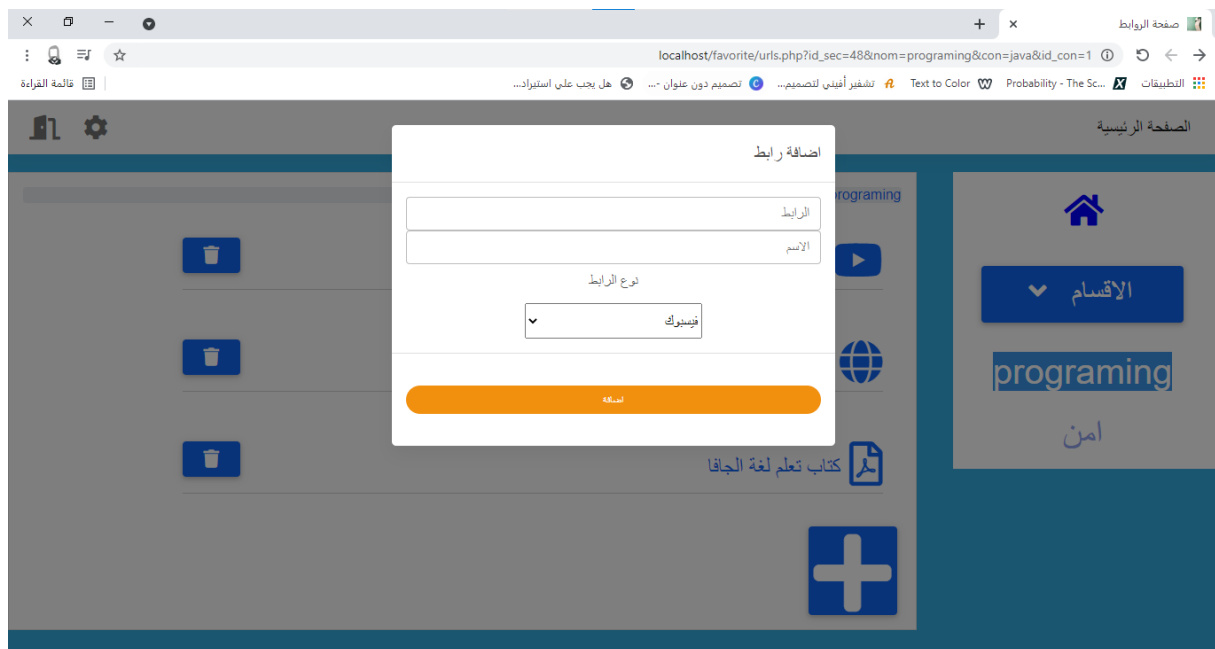 صفحة الروابط
localhost/favorite/urls.php?id_sec=48&nom=programing&con=java&id_con=1
التطبيقات
Probability - The Sc...
Text to Color
تشفير أفيني لتصميم...
تصميم دون عنوان -...
هل يجب علي استيراد...
قائمة القراءة
الصفحة الرئيسية
اضافة رابط
الرابط
الاسم
نوع الرابط
فيسبوك
اضافة
programing
الاقسام
programing
امن
كتاب تعلم لغة الجافا